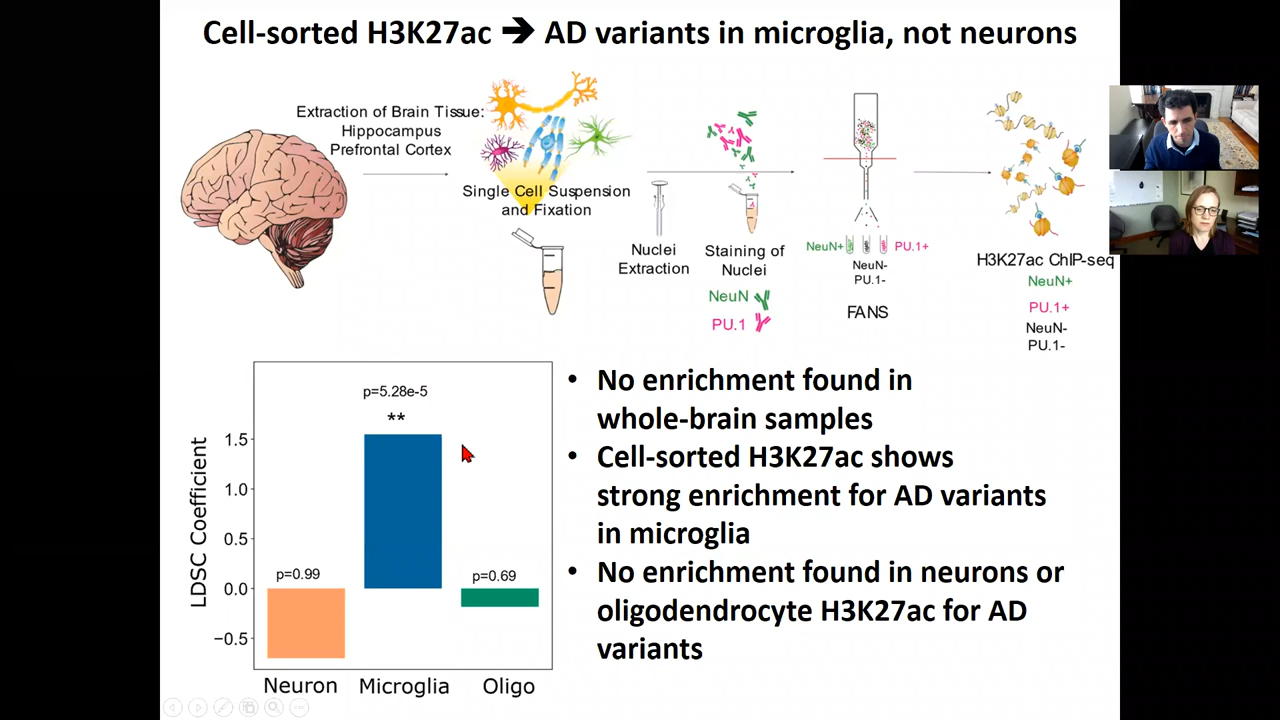 Cell-sorted H3K27ac ➔ AD variants in microglia, not neurons
Extraction of Brain Tissue:
Hippocampus
Prefrontal Cortex
Single Cell Suspension
and Fixation
Nuclei
Extraction
Staining of
Nuclei
NeuN
PU.1
NeuN+
PU.1+
NeuN-
PU.1-
FANS
H3K27ac ChIP-seq
NeuN+
PU.1+
NeuN-
PU.1-
LDSC Coefficient
1.5
1.0
0.5
0.0
−0.5
p=0.99
p=5.28e-5
**
p=0.69
Neuron
Microglia
Oligo
• No enrichment found in
whole-brain samples
• Cell-sorted H3K27ac shows
strong enrichment for AD variants
in microglia
• No enrichment found in neurons or
oligodendrocyte H3K27ac for AD
variants